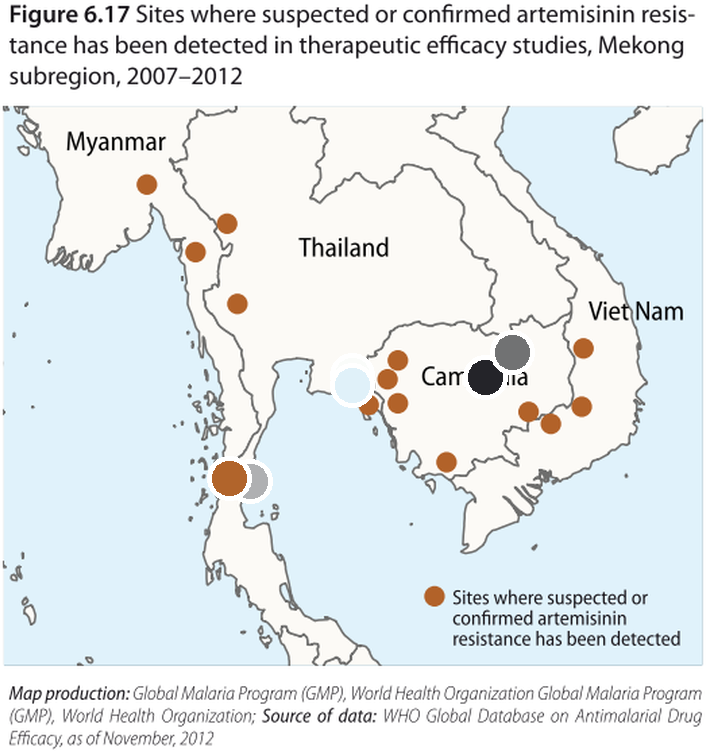 Figure 6.17 Sites where suspected or confirmed artemisinin resis-
tance has been detected in therapeutic efficacy studies, Mekong
subregion, 2007–2012
Myanmar
Thailand
Viet Nam
Sites where suspected or
confirmed artemisinin
resistance has been detected
Map production: Global Malaria Program (GMP), World Health Organization Global Malaria Program
(GMP), World Health Organization; Source of data: WHO Global Database on Antimalarial Drug
Efficacy, as of November, 2012